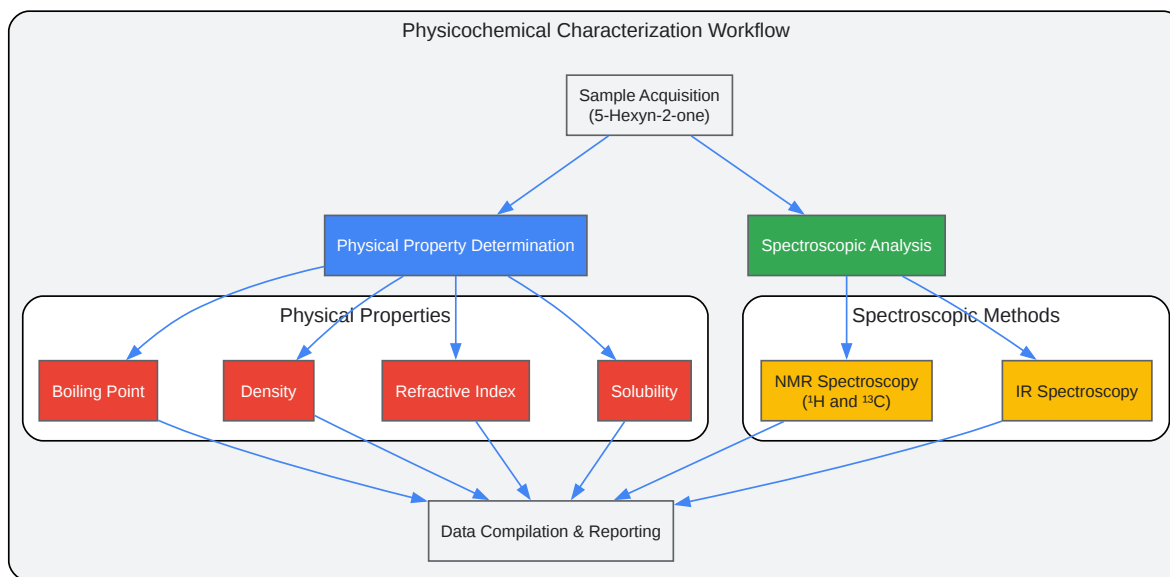 Physicochemical Characterization Workflow
Sample Acquisition
(5-Hexyn-2-one)
Physical Property Determination
Spectroscopic Analysis
Physical Properties
Spectroscopic Methods
Boiling Point
Density
Refractive Index
Solubility
NMR Spectroscopy
(¹H and ¹³C)
IR Spectroscopy
Data Compilation & Reporting